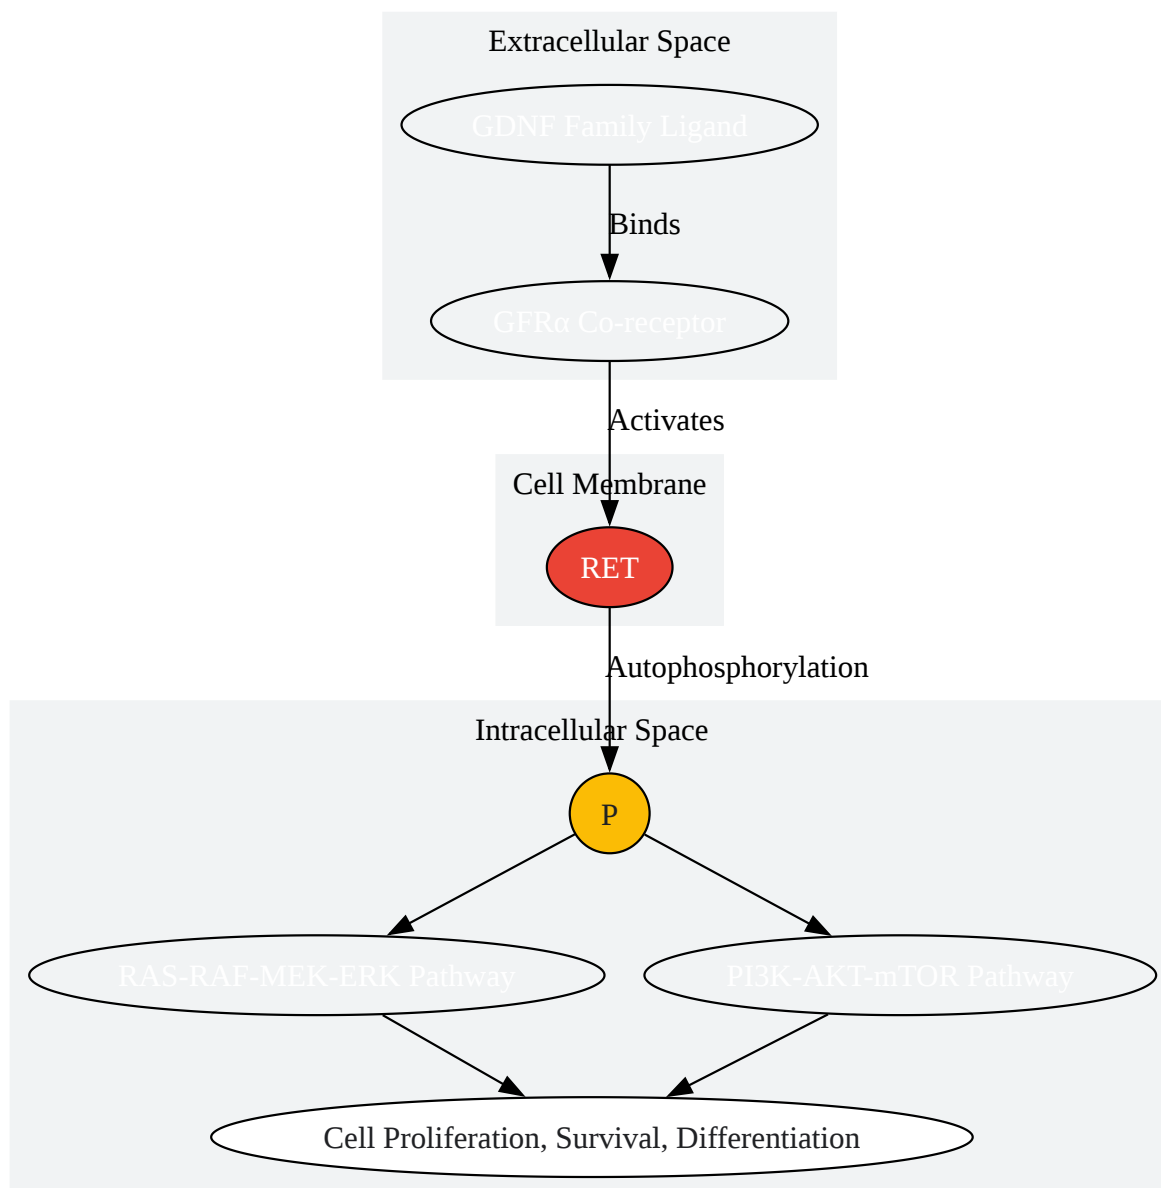 Extracellular Space
GDNF Family Ligand
Binds
GFRα Co-receptor
Activates
Cell Membrane
RET
Autophosphorylation
Intracellular Space
P
RAS-RAF-MEK-ERK Pathway
PI3K-AKT-mTOR Pathway
Cell Proliferation, Survival, Differentiation